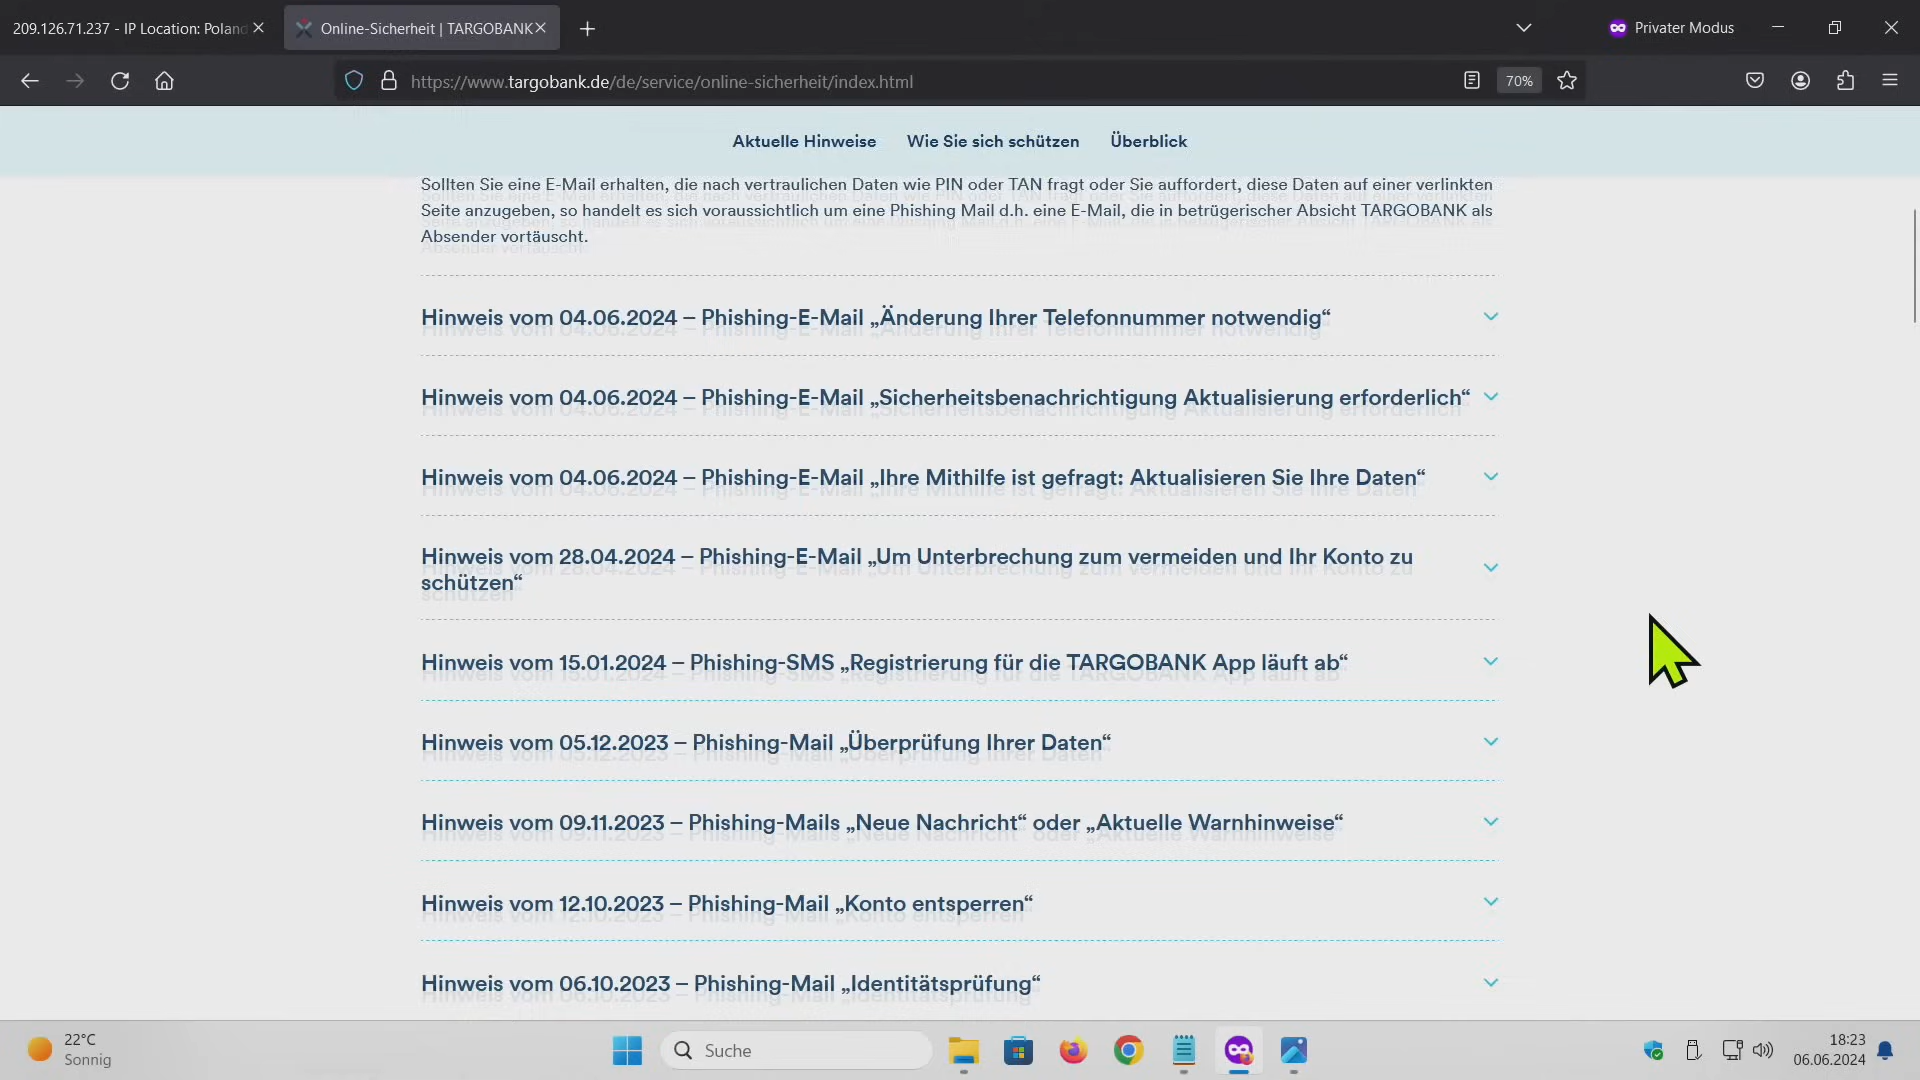 209.126.71.237 - IP Location: Poland
Online-Sicherheit | TARGOBANK
Privater Modus
https://www.targobank.de/de/service/online-sicherheit/index.html
70%
Aktuelle Hinweise
Wie Sie sich schützen
Überblick
Sollten Sie eine E-Mail erhalten, die nach vertraulichen Daten wie PIN oder TAN fragt oder Sie auffordert, diese Daten auf einer verlinkten
Seite anzugeben, so handelt es sich voraussichtlich um eine Phishing Mail d.h. eine E-Mail, die in betrügerischer Absicht TARGOBANK als
Absender vortäuscht.
Hinweis vom 04.06.2024 – Phishing-E-Mail „Änderung Ihrer Telefonnummer notwendig“
Hinweis vom 04.06.2024 – Phishing-E-Mail „Sicherheitsbenachrichtigung Aktualisierung erforderlich“
Hinweis vom 04.06.2024 – Phishing-E-Mail „Ihre Mithilfe ist gefragt: Aktualisieren Sie Ihre Daten“
Hinweis vom 28.04.2024 – Phishing-E-Mail „Um Unterbrechung zum vermeiden und Ihr Konto zu
schützen“
Hinweis vom 15.01.2024 – Phishing-SMS „Registrierung für die TARGOBANK App läuft ab“
Hinweis vom 05.12.2023 – Phishing-Mail „Überprüfung Ihrer Daten“
Hinweis vom 09.11.2023 – Phishing-Mails „Neue Nachricht“ oder „Aktuelle Warnhinweise“
Hinweis vom 12.10.2023 – Phishing-Mail „Konto entsperren“
Hinweis vom 06.10.2023 – Phishing-Mail „Identitätsprüfung“
22°C
Sonnig
Suche
18:23
06.06.2024